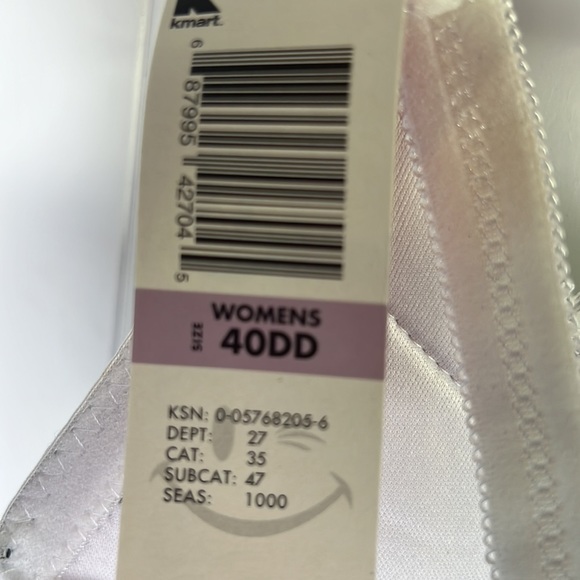 kmart.
6 87995 42704 5
WOMENS
SIZE 40DD
KSN: 0-05768205-6
DEPT: 27
CAT: 35
SUBCAT: 47
SEAS: 1000